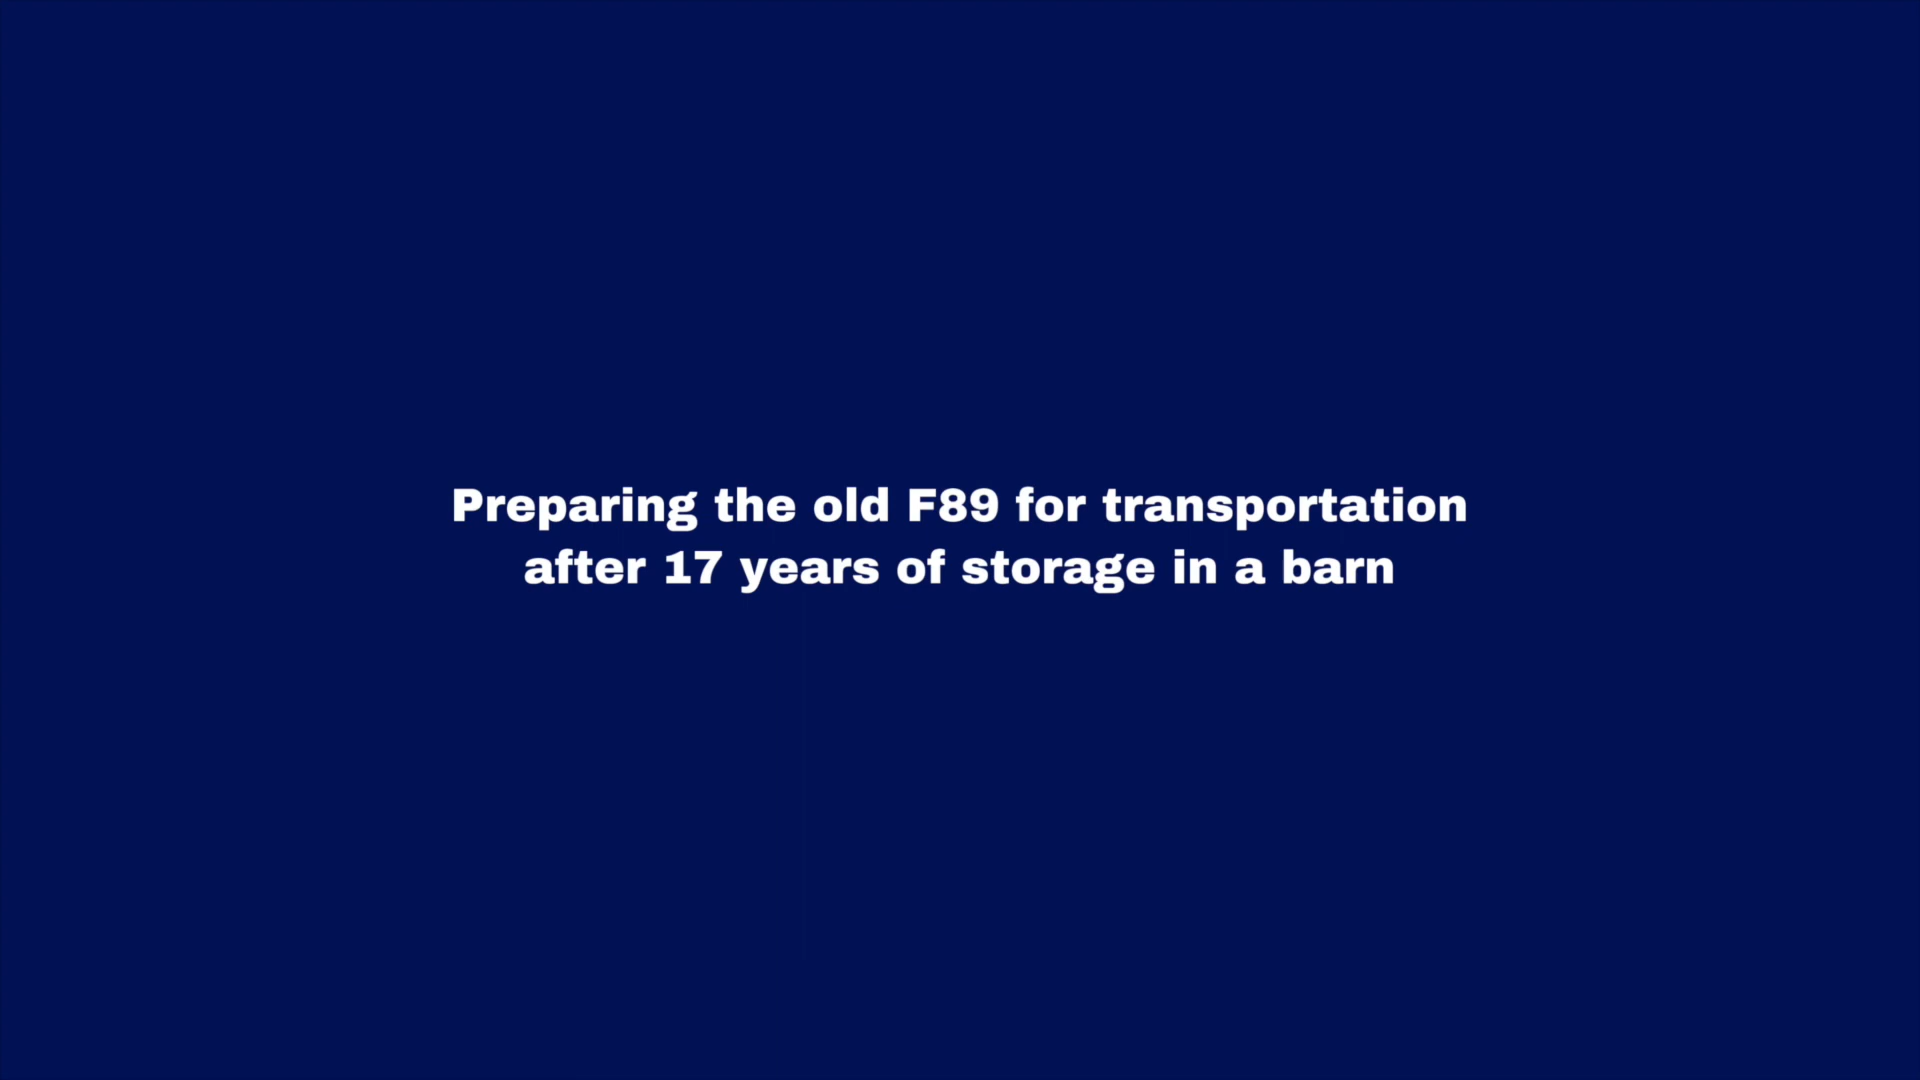 Preparing the old F89 for transportation
after 17 years of storage in a barn